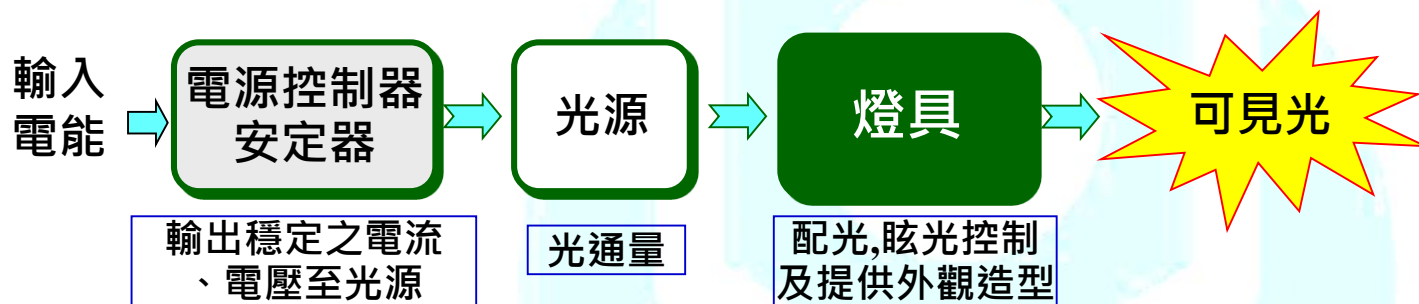 輸入
電能
電源控制器
安定器
光源
燈具
可見光
輸出穩定之電流
、電壓至光源
光通量
配光,眩光控制
及提供外觀造型